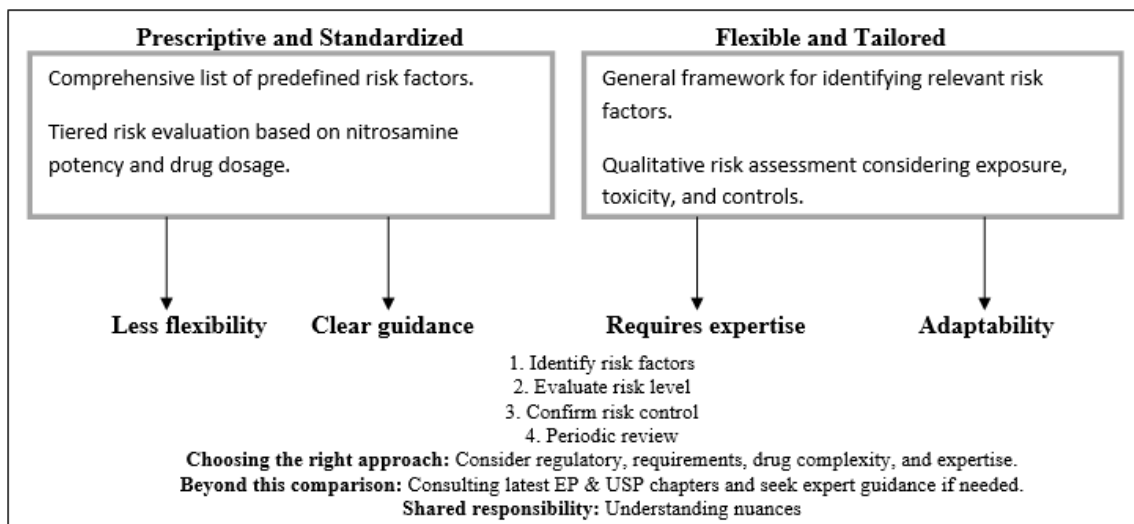 Prescriptive and Standardized
Comprehensive list of predefined risk factors.
Tiered risk evaluation based on nitrosamine
potency and drug dosage.
Flexible and Tailored
General framework for identifying relevant risk
factors.
Qualitative risk assessment considering exposure,
toxicity, and controls.
Less flexibility
Clear guidance
Requires expertise
Adaptability
1. Identify risk factors
2. Evaluate risk level
3. Confirm risk control
4. Periodic review
Choosing the right approach: Consider regulatory, requirements, drug complexity, and expertise.
Beyond this comparison: Consulting latest EP & USP chapters and seek expert guidance if needed.
Shared responsibility: Understanding nuances